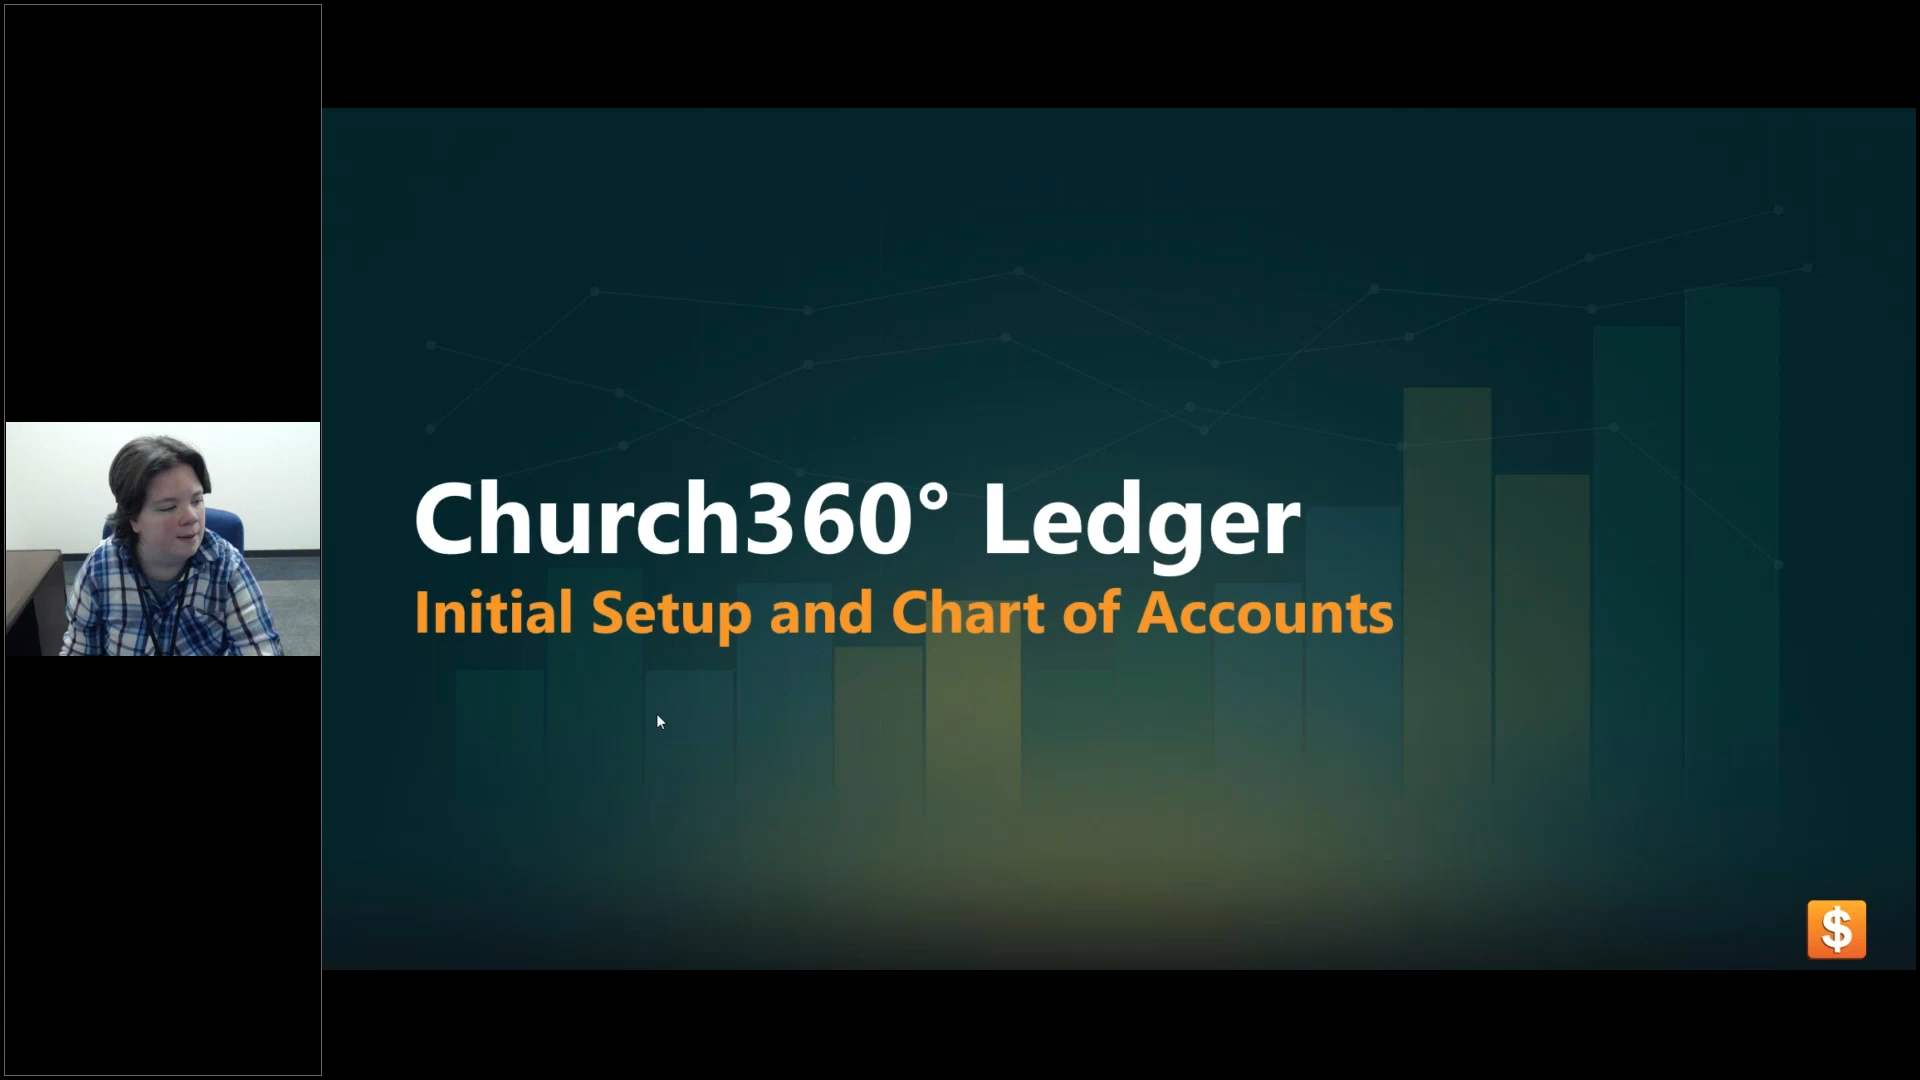 Church360° Ledger
Initial Setup and Chart of Accounts
$